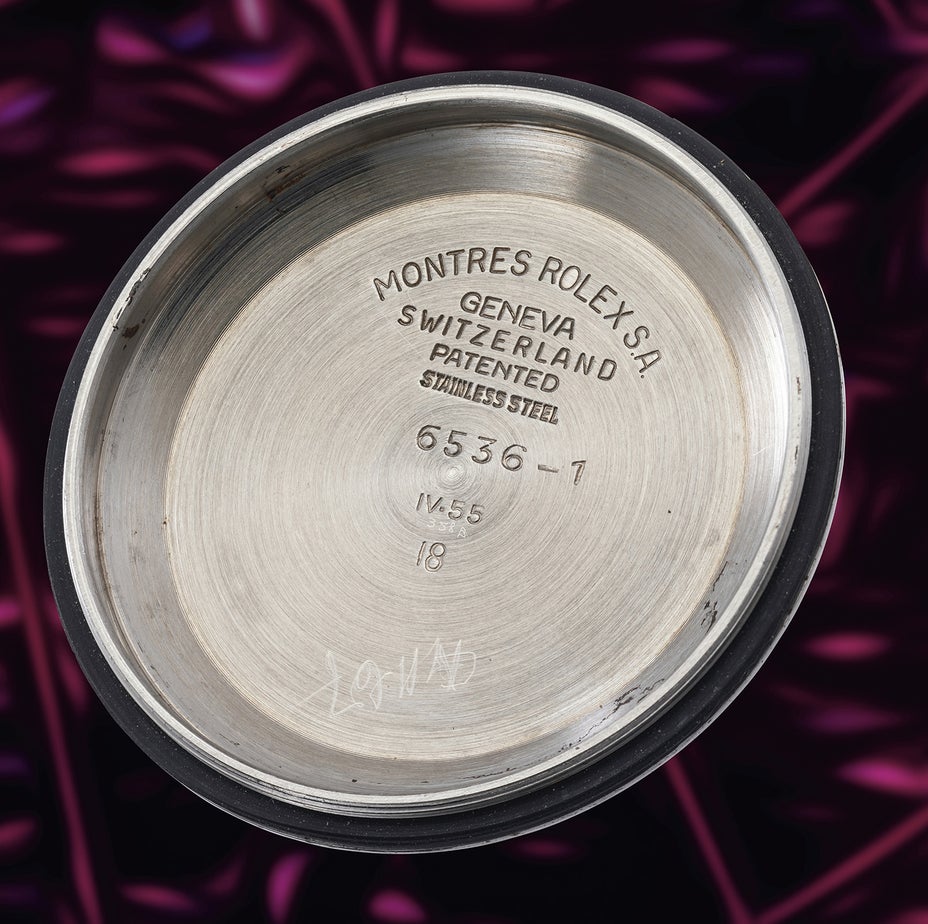 MONTRES ROLEX S.A.
GENEVA
SWITZERLAND
PATENTED
STAINLESS STEEL
6536-1
IV.55
18